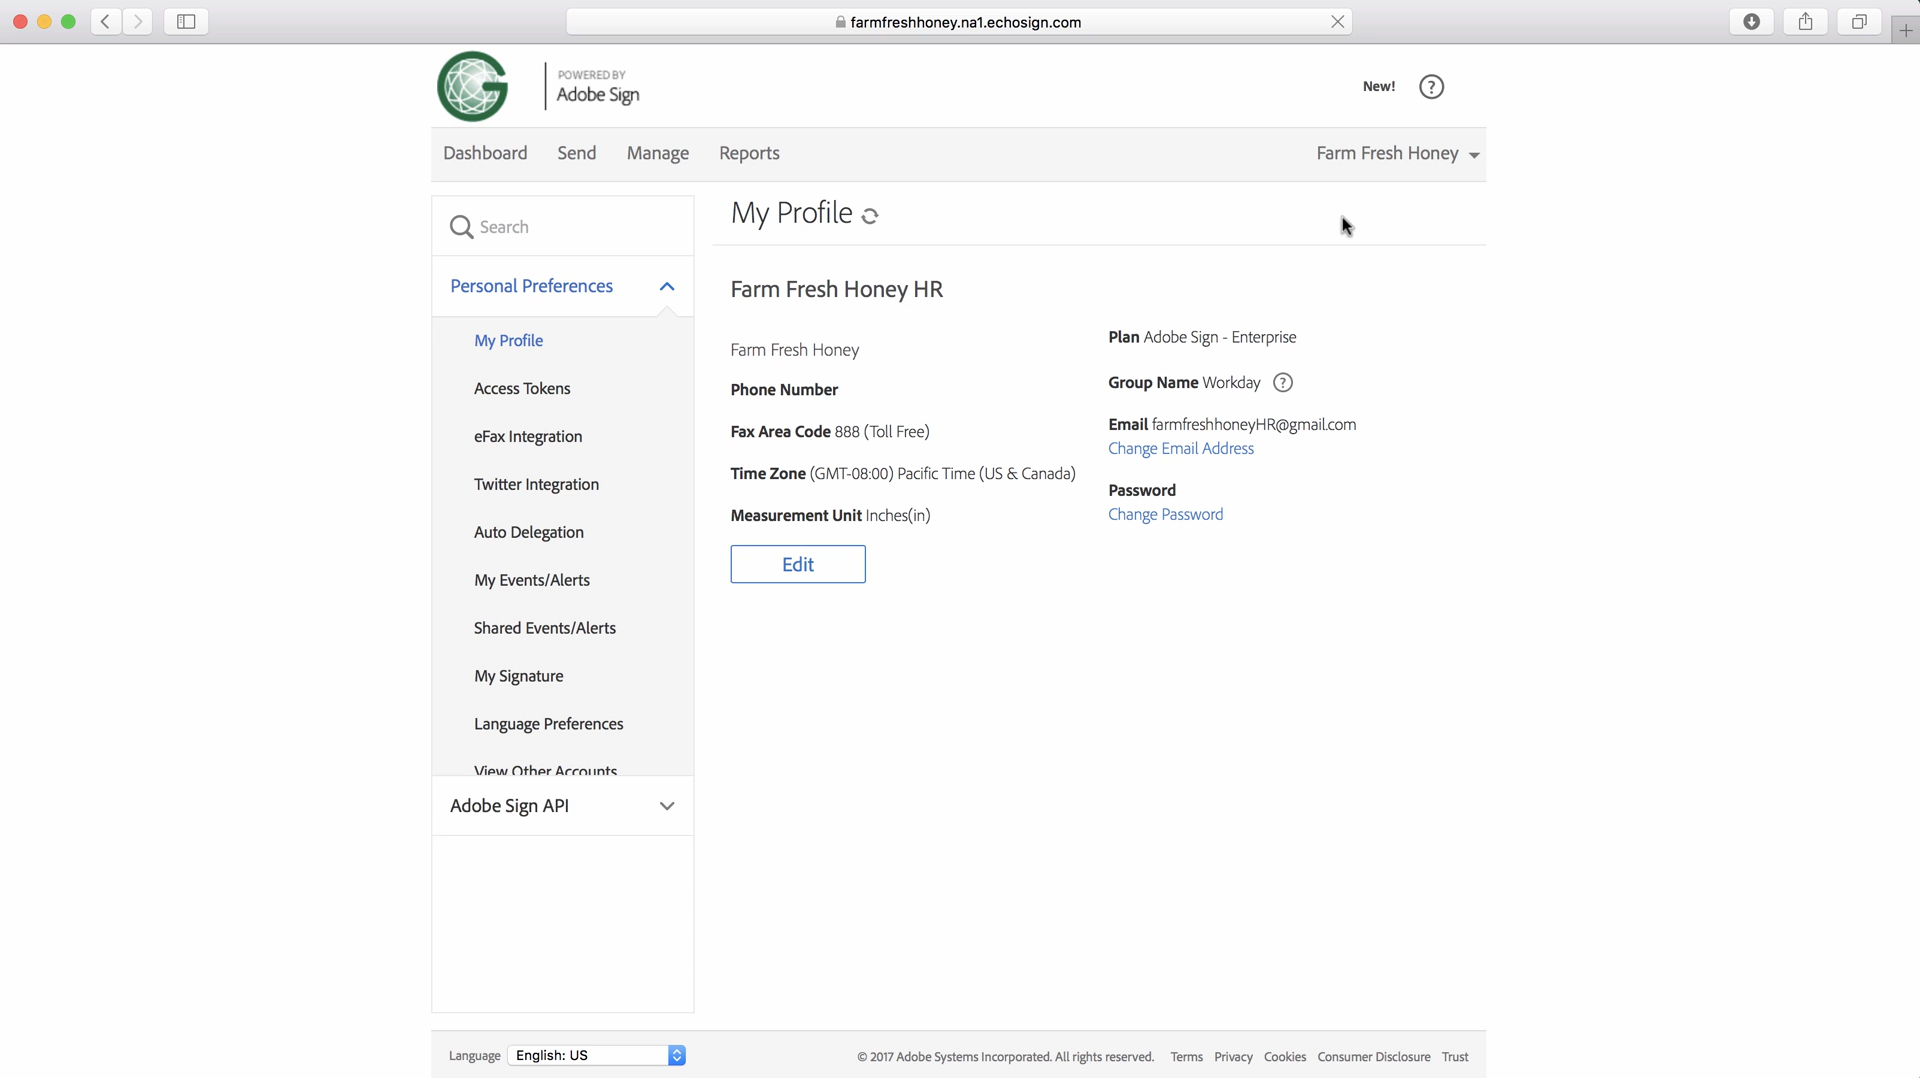 farmfreshhoney.na1.echosign.com
POWERED BY
Adobe Sign
New!
?
Dashboard Send Manage Reports Farm Fresh Honey
Search
Personal Preferences
My Profile
Access Tokens
eFax Integration
Twitter Integration
Auto Delegation
My Events/Alerts
Shared Events/Alerts
My Signature
Language Preferences
View Other Accounts
Adobe Sign API
My Profile
Farm Fresh Honey HR
Farm Fresh Honey
Phone Number
Fax Area Code 888 (Toll Free)
Time Zone (GMT-08:00) Pacific Time (US & Canada)
Measurement Unit Inches(in)
Edit
Plan Adobe Sign - Enterprise
Group Name Workday ?
Email farmfreshhoneyHR@gmail.com
Change Email Address
Password
Change Password
Language English: US
© 2017 Adobe Systems Incorporated. All rights reserved. Terms Privacy Cookies Consumer Disclosure Trust